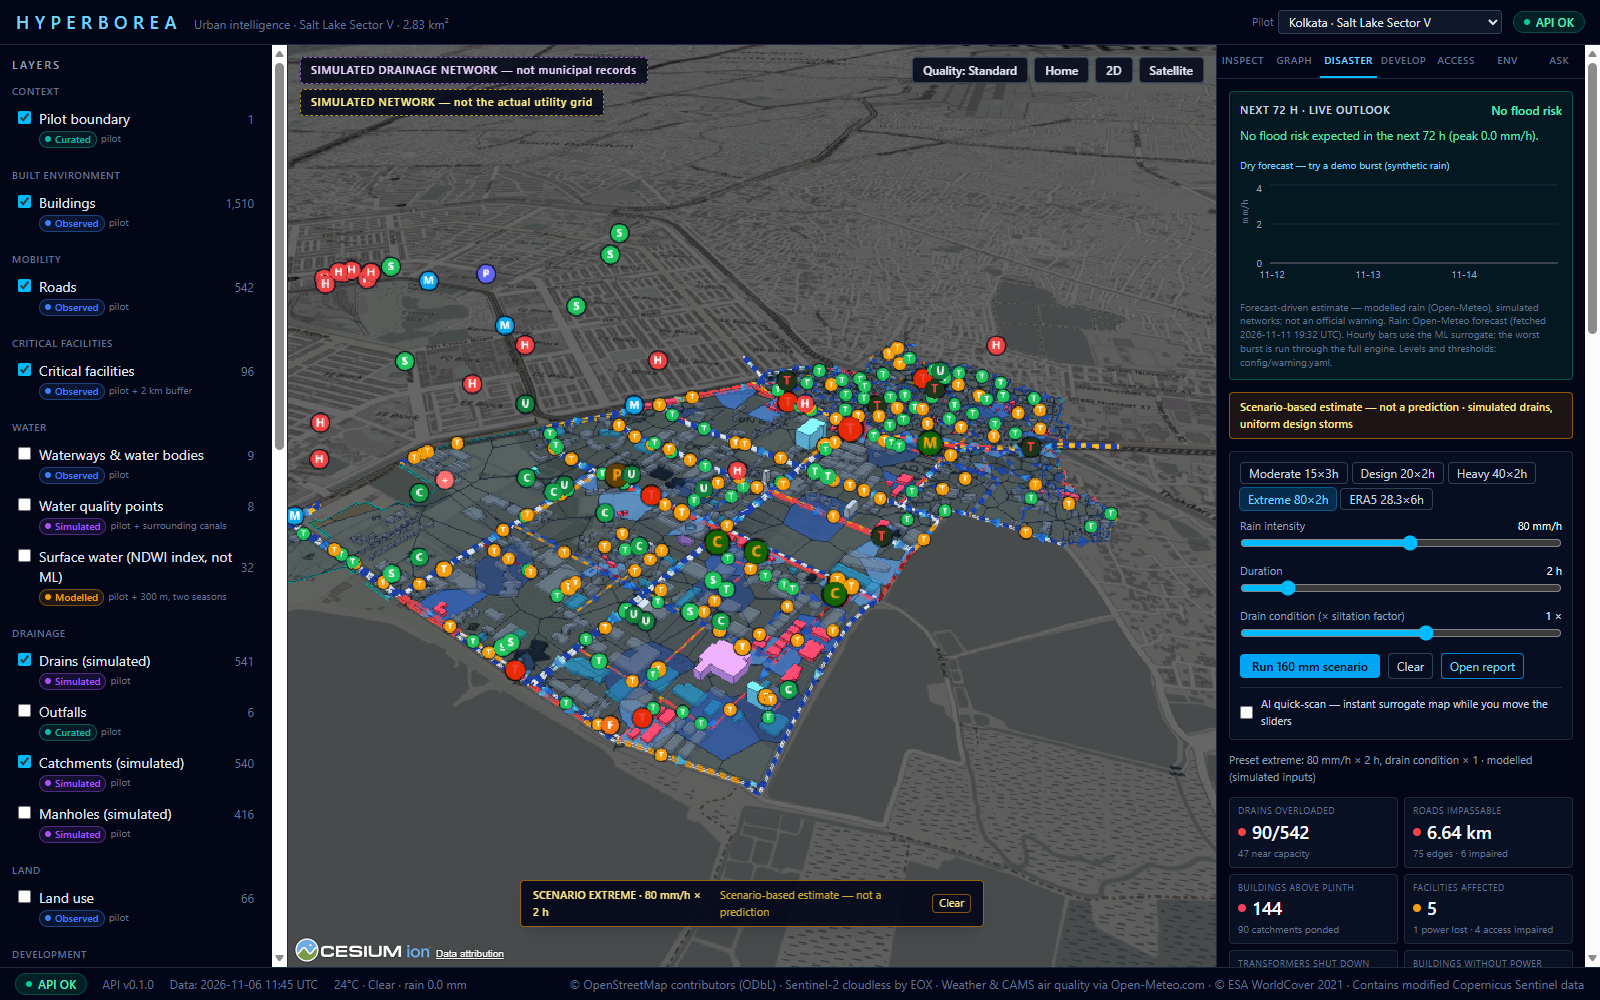 HYPERBOREA
Urban intelligence · Salt Lake Sector V · 2.83 km²
Pilot
Kolkata · Salt Lake Sector V
API OK
LAYERS
CONTEXT
Pilot boundary
1
Curated
pilot
BUILT ENVIRONMENT
Buildings
1,510
Observed
pilot
MOBILITY
Roads
542
Observed
pilot
CRITICAL FACILITIES
Critical facilities
96
Observed
pilot + 2 km buffer
WATER
Waterways & water bodies
9
Observed
pilot
Water quality points
8
Simulated
pilot + surrounding canals
Surface water (NDWI index, not
ML)
32
Modelled
pilot + 300 m, two seasons
DRAINAGE
Drains (simulated)
541
Simulated
pilot
Outfalls
6
Curated
pilot
Catchments (simulated)
540
Simulated
pilot
Manholes (simulated)
416
Simulated
pilot
LAND
Land use
66
Observed
pilot
DEVELOPMENT
SIMULATED DRAINAGE NETWORK — not municipal records
SIMULATED NETWORK — not the actual utility grid
Quality: Standard
Home
2D
Satellite
SCENARIO EXTREME · 80 mm/h ×
2 h
Scenario-based estimate — not a
prediction
Clear
CESIUM ion
Data attribution
INSPECT
GRAPH
DISASTER
DEVELOP
ACCESS
ENV
ASK
NEXT 72 H · LIVE OUTLOOK
No flood risk
No flood risk expected in the next 72 h (peak 0.0 mm/h).
Dry forecast — try a demo burst (synthetic rain)
mm/h
4
2
0
11-12
11-13
11-14
Forecast-driven estimate — modelled rain (Open-Meteo), simulated
networks; not an official warning. Rain: Open-Meteo forecast (fetched
2026-11-11 19:32 UTC). Hourly bars use the ML surrogate; the worst
burst is run through the full engine. Levels and thresholds:
config/warning.yaml.
Scenario-based estimate — not a prediction · simulated drains,
uniform design storms
Moderate 15×3h
Design 20×2h
Heavy 40×2h
Extreme 80×2h
ERA5 28.3×6h
Rain intensity
80 mm/h
Duration
2 h
Drain condition (× siltation factor)
1 ×
Run 160 mm scenario
Clear
Open report
AI quick-scan — instant surrogate map while you move the
sliders
Preset extreme: 80 mm/h × 2 h, drain condition × 1 · modelled
(simulated inputs)
DRAINS OVERLOADED
90/542
47 near capacity
ROADS IMPASSABLE
6.64 km
75 edges · 6 impaired
BUILDINGS ABOVE PLINTH
144
90 catchments ponded
FACILITIES AFFECTED
5
1 power lost · 4 access impaired
TRANSFORMERS SHUT DOWN
BUILDINGS WITHOUT POWER
API OK
API v0.1.0
Data: 2026-11-06 11:45 UTC
24°C · Clear · rain 0.0 mm
© OpenStreetMap contributors (ODbL) · Sentinel-2 cloudless by EOX · Weather & CAMS air quality via Open-Meteo.com · © ESA WorldCover 2021 · Contains modified Copernicus Sentinel data